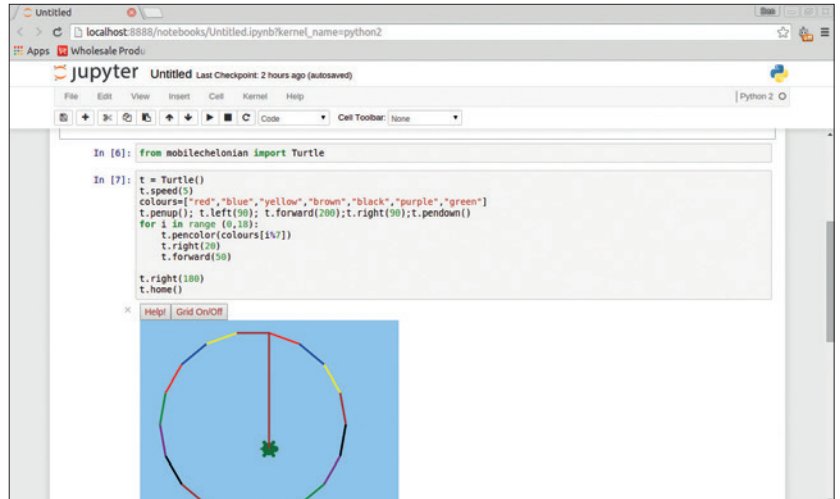 Untitled
Ben
localhost:8888/notebooks/Untitled.ipynb?kernel_name=python2
Apps Wholesale Produ
jupyter Untitled Last Checkpoint: 2 hours ago (autosaved)
File Edit View Insert Cell Kernel Help Python 2
Code Cell Toolbar: None
In [6]: from mobilechelonian import Turtle
In [7]: t = Turtle()
t.speed(5)
colours=["red","blue","yellow","brown","black","purple","green"]
t.penup(); t.left(90); t.forward(200);t.right(90);t.pendown()
for i in range (0,18):
t.pencolor(colours[i%7])
t.right(20)
t.forward(50)
t.right(180)
t.home()
Help! Grid On/Off